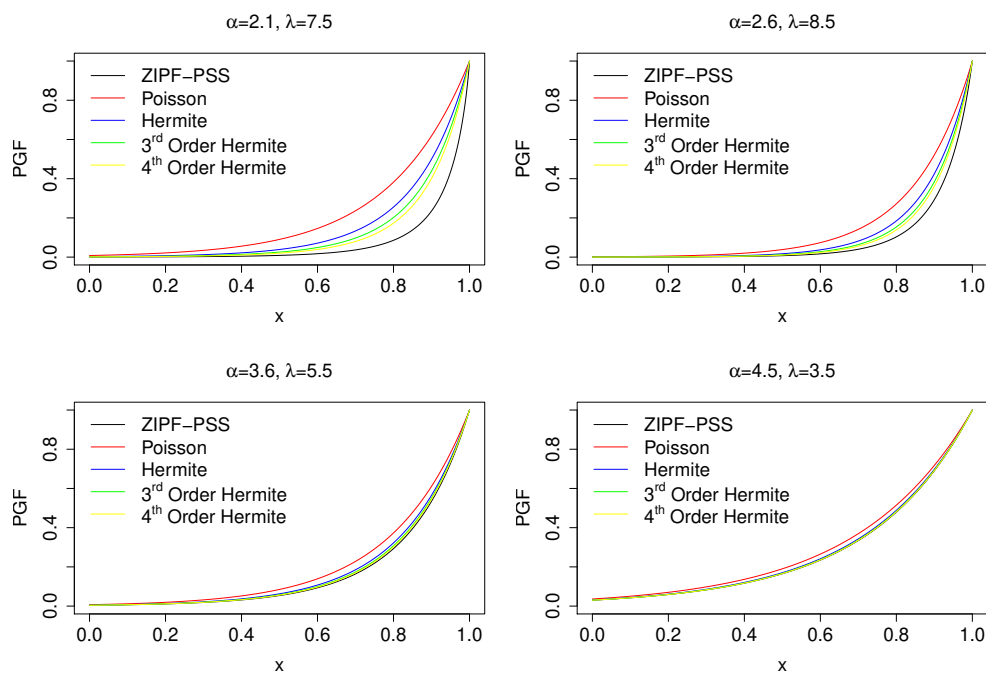 α=2.1, λ=7.5
ZIPF−PSS
Poisson
Hermite
3rd Order Hermite
4th Order Hermite
PGF
0.0 0.4 0.8
0.0 0.2 0.4 0.6 0.8 1.0
x
α=2.6, λ=8.5
ZIPF−PSS
Poisson
Hermite
3rd Order Hermite
4th Order Hermite
PGF
0.0 0.4 0.8
0.0 0.2 0.4 0.6 0.8 1.0
x
α=3.6, λ=5.5
ZIPF−PSS
Poisson
Hermite
3rd Order Hermite
4th Order Hermite
PGF
0.0 0.4 0.8
0.0 0.2 0.4 0.6 0.8 1.0
x
α=4.5, λ=3.5
ZIPF−PSS
Poisson
Hermite
3rd Order Hermite
4th Order Hermite
PGF
0.0 0.4 0.8
0.0 0.2 0.4 0.6 0.8 1.0
x